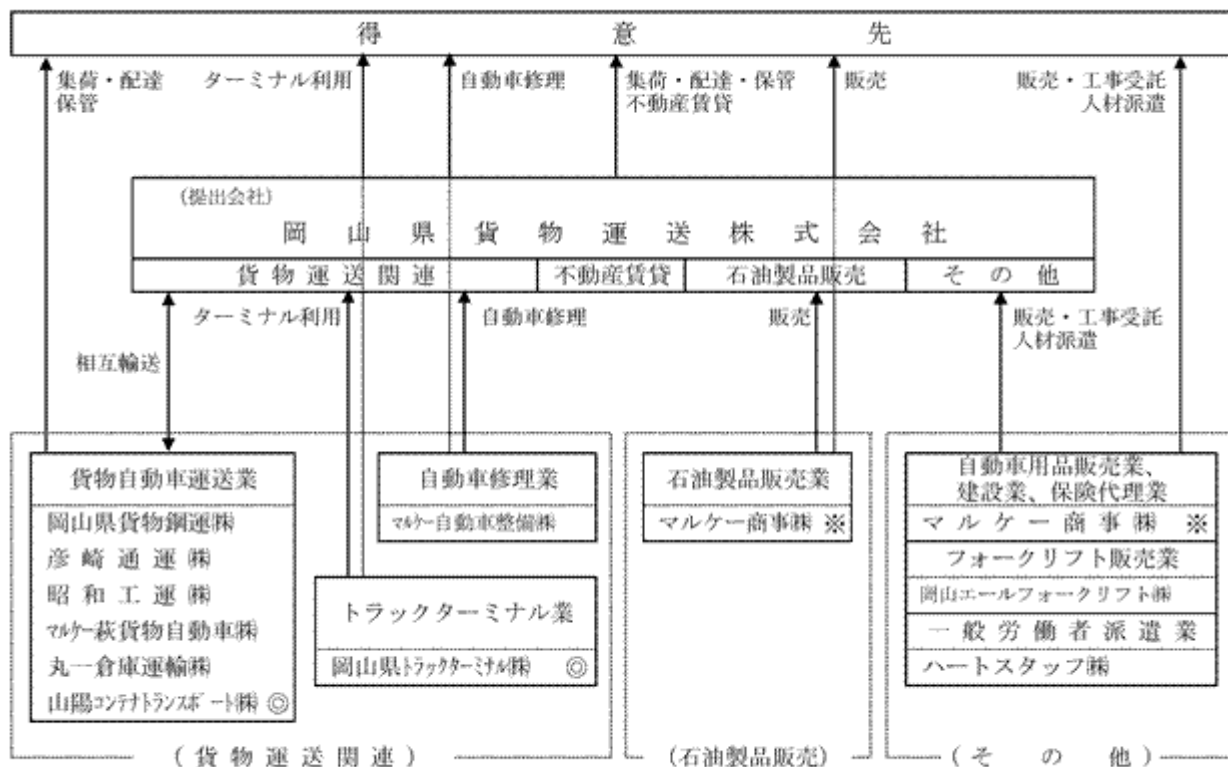 得意先
集荷・配達
保管
ターミナル利用
自動車修理
集荷・配達・保管
不動産賃貸
販売
販売・工事受託
人材派遣
(提出会社)
岡山県貨物運送株式会社
貨物運送関連
不動産賃貸
石油製品販売
その他
相互輸送
ターミナル利用
自動車修理
販売
販売・工事受託
人材派遣
貨物自動車運送業
岡山県貨物鋼運㈱
彦崎通運㈱
昭和工運㈱
マルケー萩貨物自動車㈱
丸一倉庫運輸㈱
山陽コンテナトランスポート㈱ ◎
自動車修理業
マルケー自動車整備㈱
トラックターミナル業
岡山県トラックターミナル㈱ ◎
石油製品販売業
マルケー商事㈱ ※
自動車用品販売業、
建設業、保険代理業
マルケー商事㈱ ※
フォークリフト販売業
岡山エールフォークリフト㈱
一般労働者派遣業
ハートスタッフ㈱
(貨物運送関連)
(石油製品販売)
(その他)